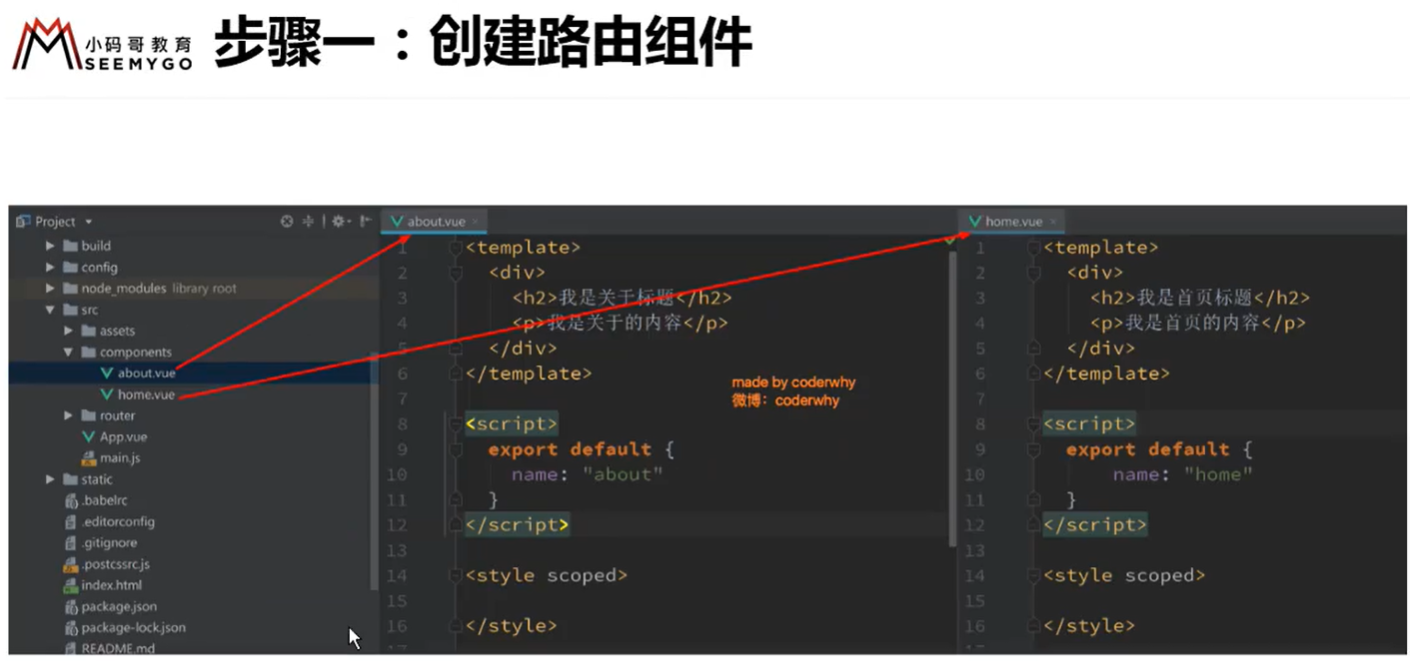 小码哥教育
SEEMYGO
步骤一：创建路由组件
Project
build
config
node_modules library root
src
assets
components
about.vue
home.vue
router
App.vue
main.js
static
.babelrc
.editorconfig
.gitignore
.postcssrc.js
index.html
package.json
package-lock.json
README.md
about.vue
1 <template>
2 <div>
3 <h2>我是关于标题</h2>
4 <p>我是关于的内容</p>
5 </div>
6 </template>
7
8 <script>
9 export default {
10 name: "about"
11 }
12 </script>
13
14 <style scoped>
15
16 </style>
made by coderwhy
微博：coderwhy
home.vue
1 <template>
2 <div>
3 <h2>我是首页标题</h2>
4 <p>我是首页的内容</p>
5 </div>
6 </template>
7
8 <script>
9 export default {
10 name: "home"
11 }
12 </script>
13
14 <style scoped>
15
16 </style>